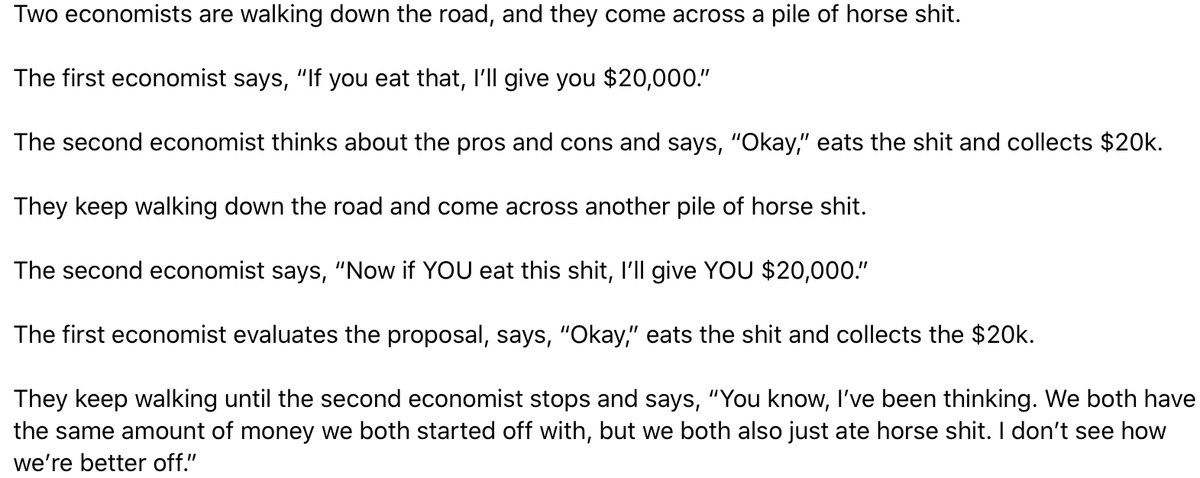 Two economists are walking down the road, and they come across a pile of horse shit.
The first economist says, “If you eat that, I’ll give you $20,000.”
The second economist thinks about the pros and cons and says, “Okay,” eats the shit and collects $20k.
They keep walking down the road and come across another pile of horse shit.
The second economist says, “Now if YOU eat this shit, I’ll give YOU $20,000.”
The first economist evaluates the proposal, says, “Okay,” eats the shit and collects the $20k.
They keep walking until the second economist stops and says, “You know, I’ve been thinking. We both have
the same amount of money we both started off with, but we both also just ate horse shit. I don’t see how
we’re better off.”